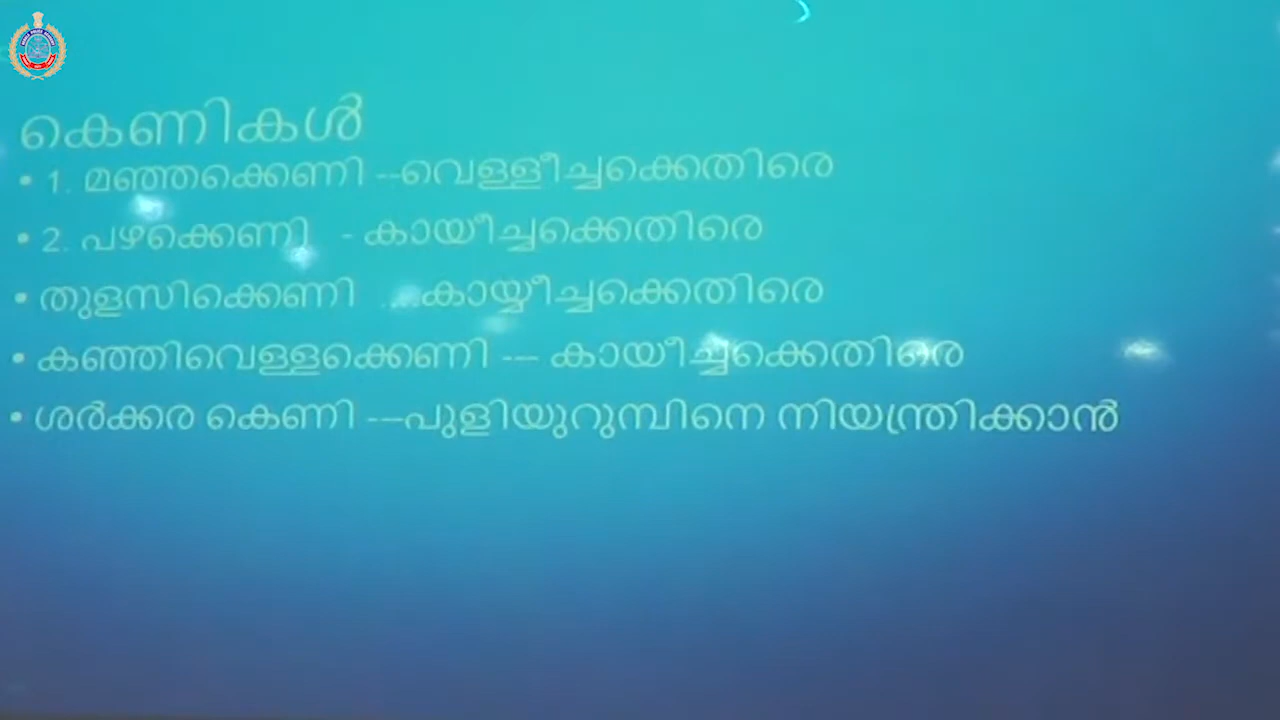 കെണികൾ
• 1. മഞ്ഞക്കെണി --വെള്ളീച്ചക്കെതിരെ
• 2. പഴക്കെണി - കായീച്ചക്കെതിരെ
• തുളസിക്കെണി ...കായ്യീച്ചക്കെതിരെ
• കഞ്ഞിവെള്ളക്കെണി --- കായീച്ചക്കെതിരെ
• ശർക്കര കെണി ---പുളിയുറുമ്പിനെ നിയന്ത്രിക്കാൻ